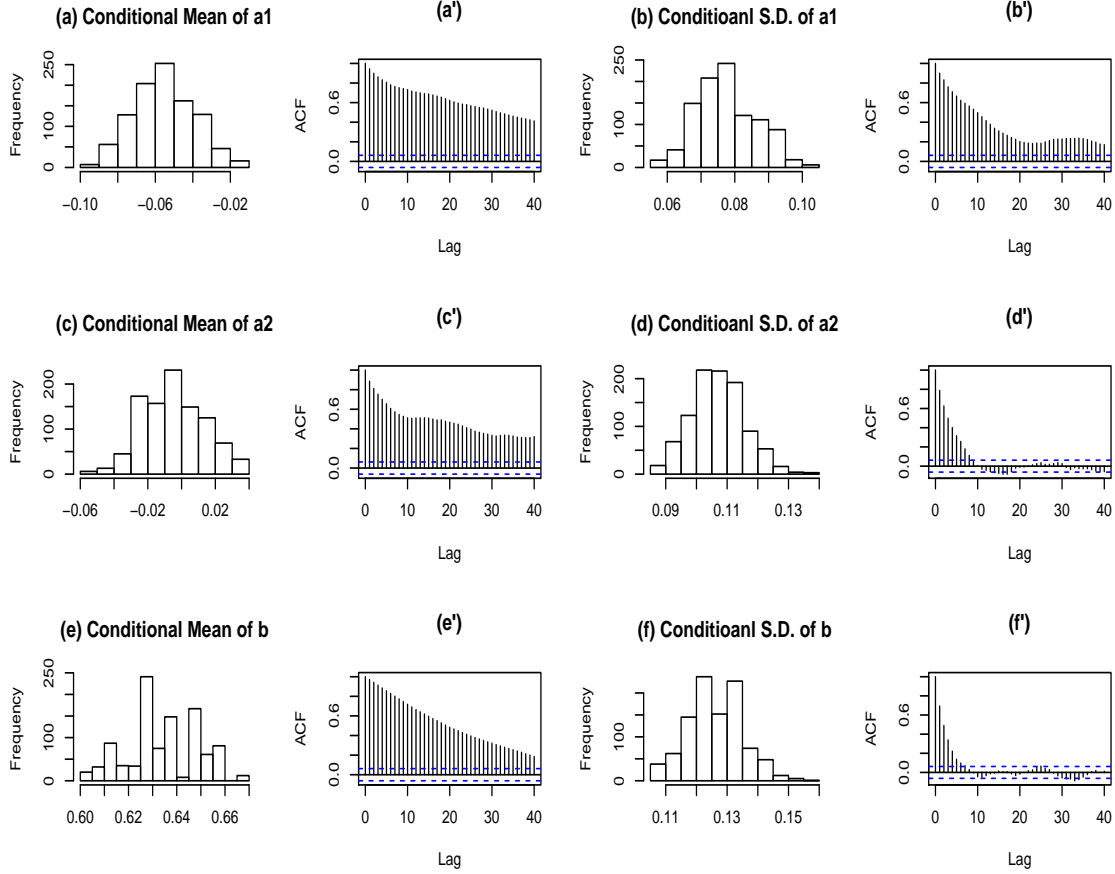 (a) Conditional Mean of a1
Frequency
0
100
250
−0.10
−0.06
−0.02
(a')
ACF
0.0
0.6
0
10
20
30
40
Lag
(b) Conditioanl S.D. of a1
Frequency
0
100
250
0.06
0.08
0.10
(b')
ACF
0.0
0.6
0
10
20
30
40
Lag
(c) Conditional Mean of a2
Frequency
0
100
200
−0.06
−0.02
0.02
(c')
ACF
0.0
0.6
0
10
20
30
40
Lag
(d) Conditioanl S.D. of a2
Frequency
0
100
200
0.09
0.11
0.13
(d')
ACF
0.0
0.6
0
10
20
30
40
Lag
(e) Conditional Mean of b
Frequency
0
100
250
0.60
0.62
0.64
0.66
(e')
ACF
0.0
0.6
0
10
20
30
40
Lag
(f) Conditioanl S.D. of b
Frequency
0
100
0.11
0.13
0.15
(f')
ACF
0.0
0.6
0
10
20
30
40
Lag